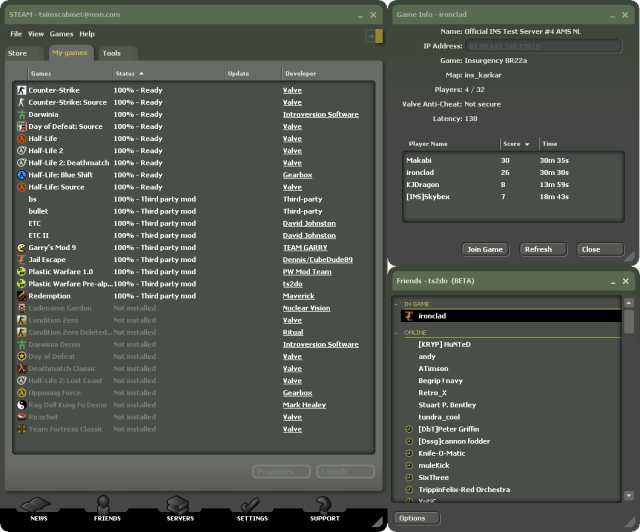 STEAM - tsimscabinet@msn.com
File View Games Help
Store My games Tools
Games Status Update Developer
Counter-Strike 100% - Ready Valve
Counter-Strike: Source 100% - Ready Valve
Darwinia 100% - Ready Introversion Software
Day of Defeat: Source 100% - Ready Valve
Half-Life 100% - Ready Valve
Half-Life 2 100% - Ready Valve
Half-Life 2: Deathmatch 100% - Ready Valve
Half-Life: Blue Shift 100% - Ready Gearbox
Half-Life: Source 100% - Ready Valve
bs 100% - Third party mod Third-party
bullet 100% - Third party mod Third-party
ETC 100% - Third party mod David Johnston
ETC II 100% - Third party mod David Johnston
Garry's Mod 9 100% - Third party mod TEAM GARRY
Jail Escape 100% - Third party mod Dennis/CubeDude89
Plastic Warfare 1.0 100% - Third party mod PW Mod Team
Plastic Warfare Pre-alp... 100% - Third party mod ts2do
Redemption 100% - Third party mod Maverick
Codename Gordon Not installed Nuclear Vision
Condition Zero Not installed Valve
Condition Zero Deleted... Not installed Ritual
Darwinia Demo Not installed Introversion Software
Day of Defeat Not installed Valve
Deathmatch Classic Not installed Valve
Half-Life 2: Lost Coast Not installed Valve
Opposing Force Not installed Gearbox
Rag Doll Kung Fu Demo Not installed Mark Healey
Ricochet Not installed Valve
Team Fortress Classic Not installed Valve
Properties Launch
NEWS FRIENDS SERVERS SETTINGS SUPPORT
Game Info - ironclad
Name: Official INS Test Server #4 AMS NL
IP Address:
Game: Insurgency BR22a
Map: ins_karkar
Players: 4 / 32
Valve Anti-Cheat: Not secure
Latency: 138
Player Name Score Time
Makabi 30 30m 35s
ironclad 26 30m 30s
KJDragon 8 13m 59s
[INS]Skybex 7 18m 43s
Join Game Refresh Close
Friends - ts2do (BETA)
- IN GAME
ironclad
- ONLINE
[KRYP] HuNTeD
andy
ATimson
Begrip ! navy
Retro_X
Stuart P. Bentley
tundra_cool
[DbT]Peter Griffin
[Dssg]cannon fodder
Knife-O-Matic
muleKick
SixThree
TrippinFelix-Red Orchestra
Options